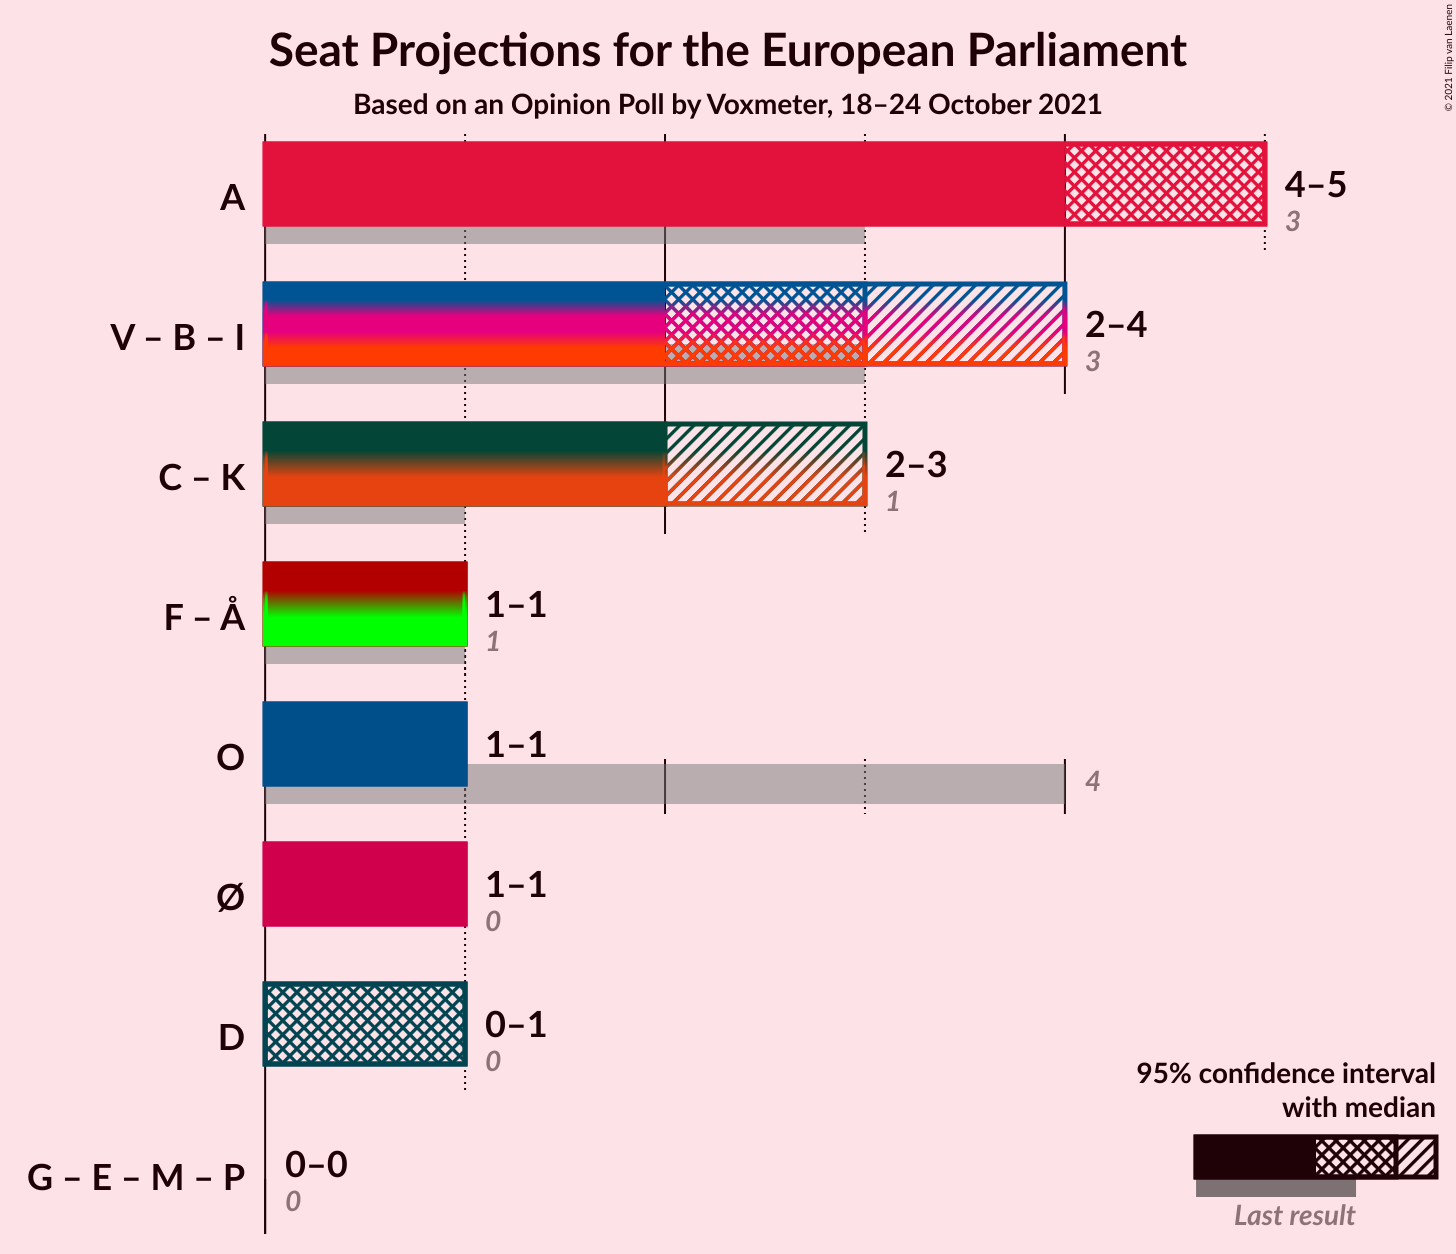 Seat Projections for the European Parliament
Based on an Opinion Poll by Voxmeter, 18–24 October 2021
© 2021 Filip van Laenen
A
4–5
3
V – B – I
2–4
3
C – K
2–3
1
F – Å
1–1
1
O
1–1
4
Ø
1–1
0
D
0–1
0
G – E – M – P
0–0
0
95% confidence interval
with median
Last result